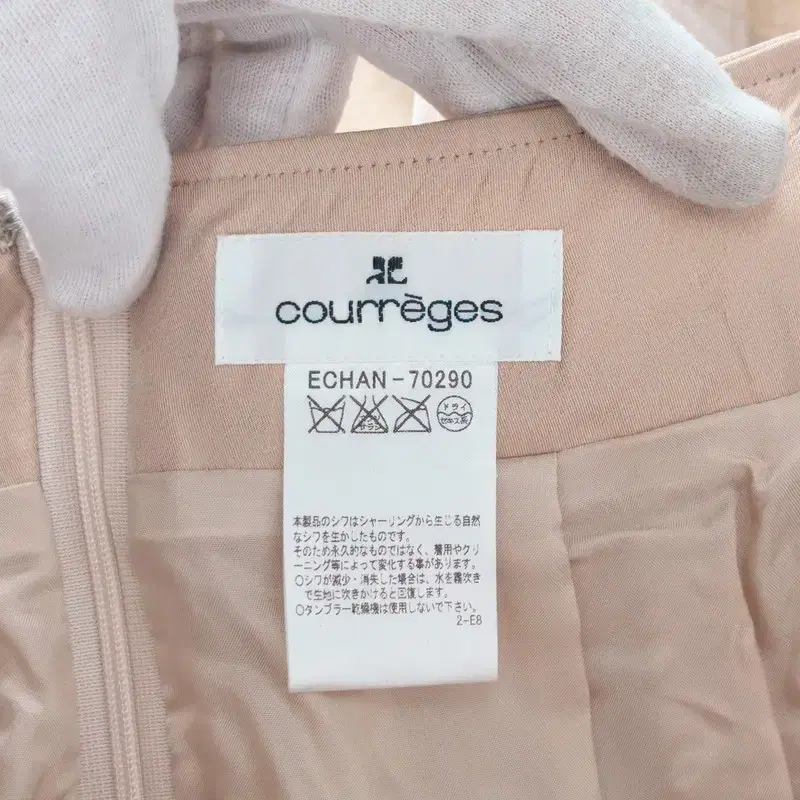 courrèges
ECHAN-70290
エンソ
サラシ
ドライ
セキユ系
本製品のシワはシャーリングから生じる自然
なシワを生かしたものです。
そのため永久的なものではなく、着用やクリ
ーニング等によって変化する事があります。
○シワが減少・消失した場合は、水を霧吹き
で生地に吹きかけると回復します。
○タンブラー乾燥機は使用しないで下さい。
2-E8